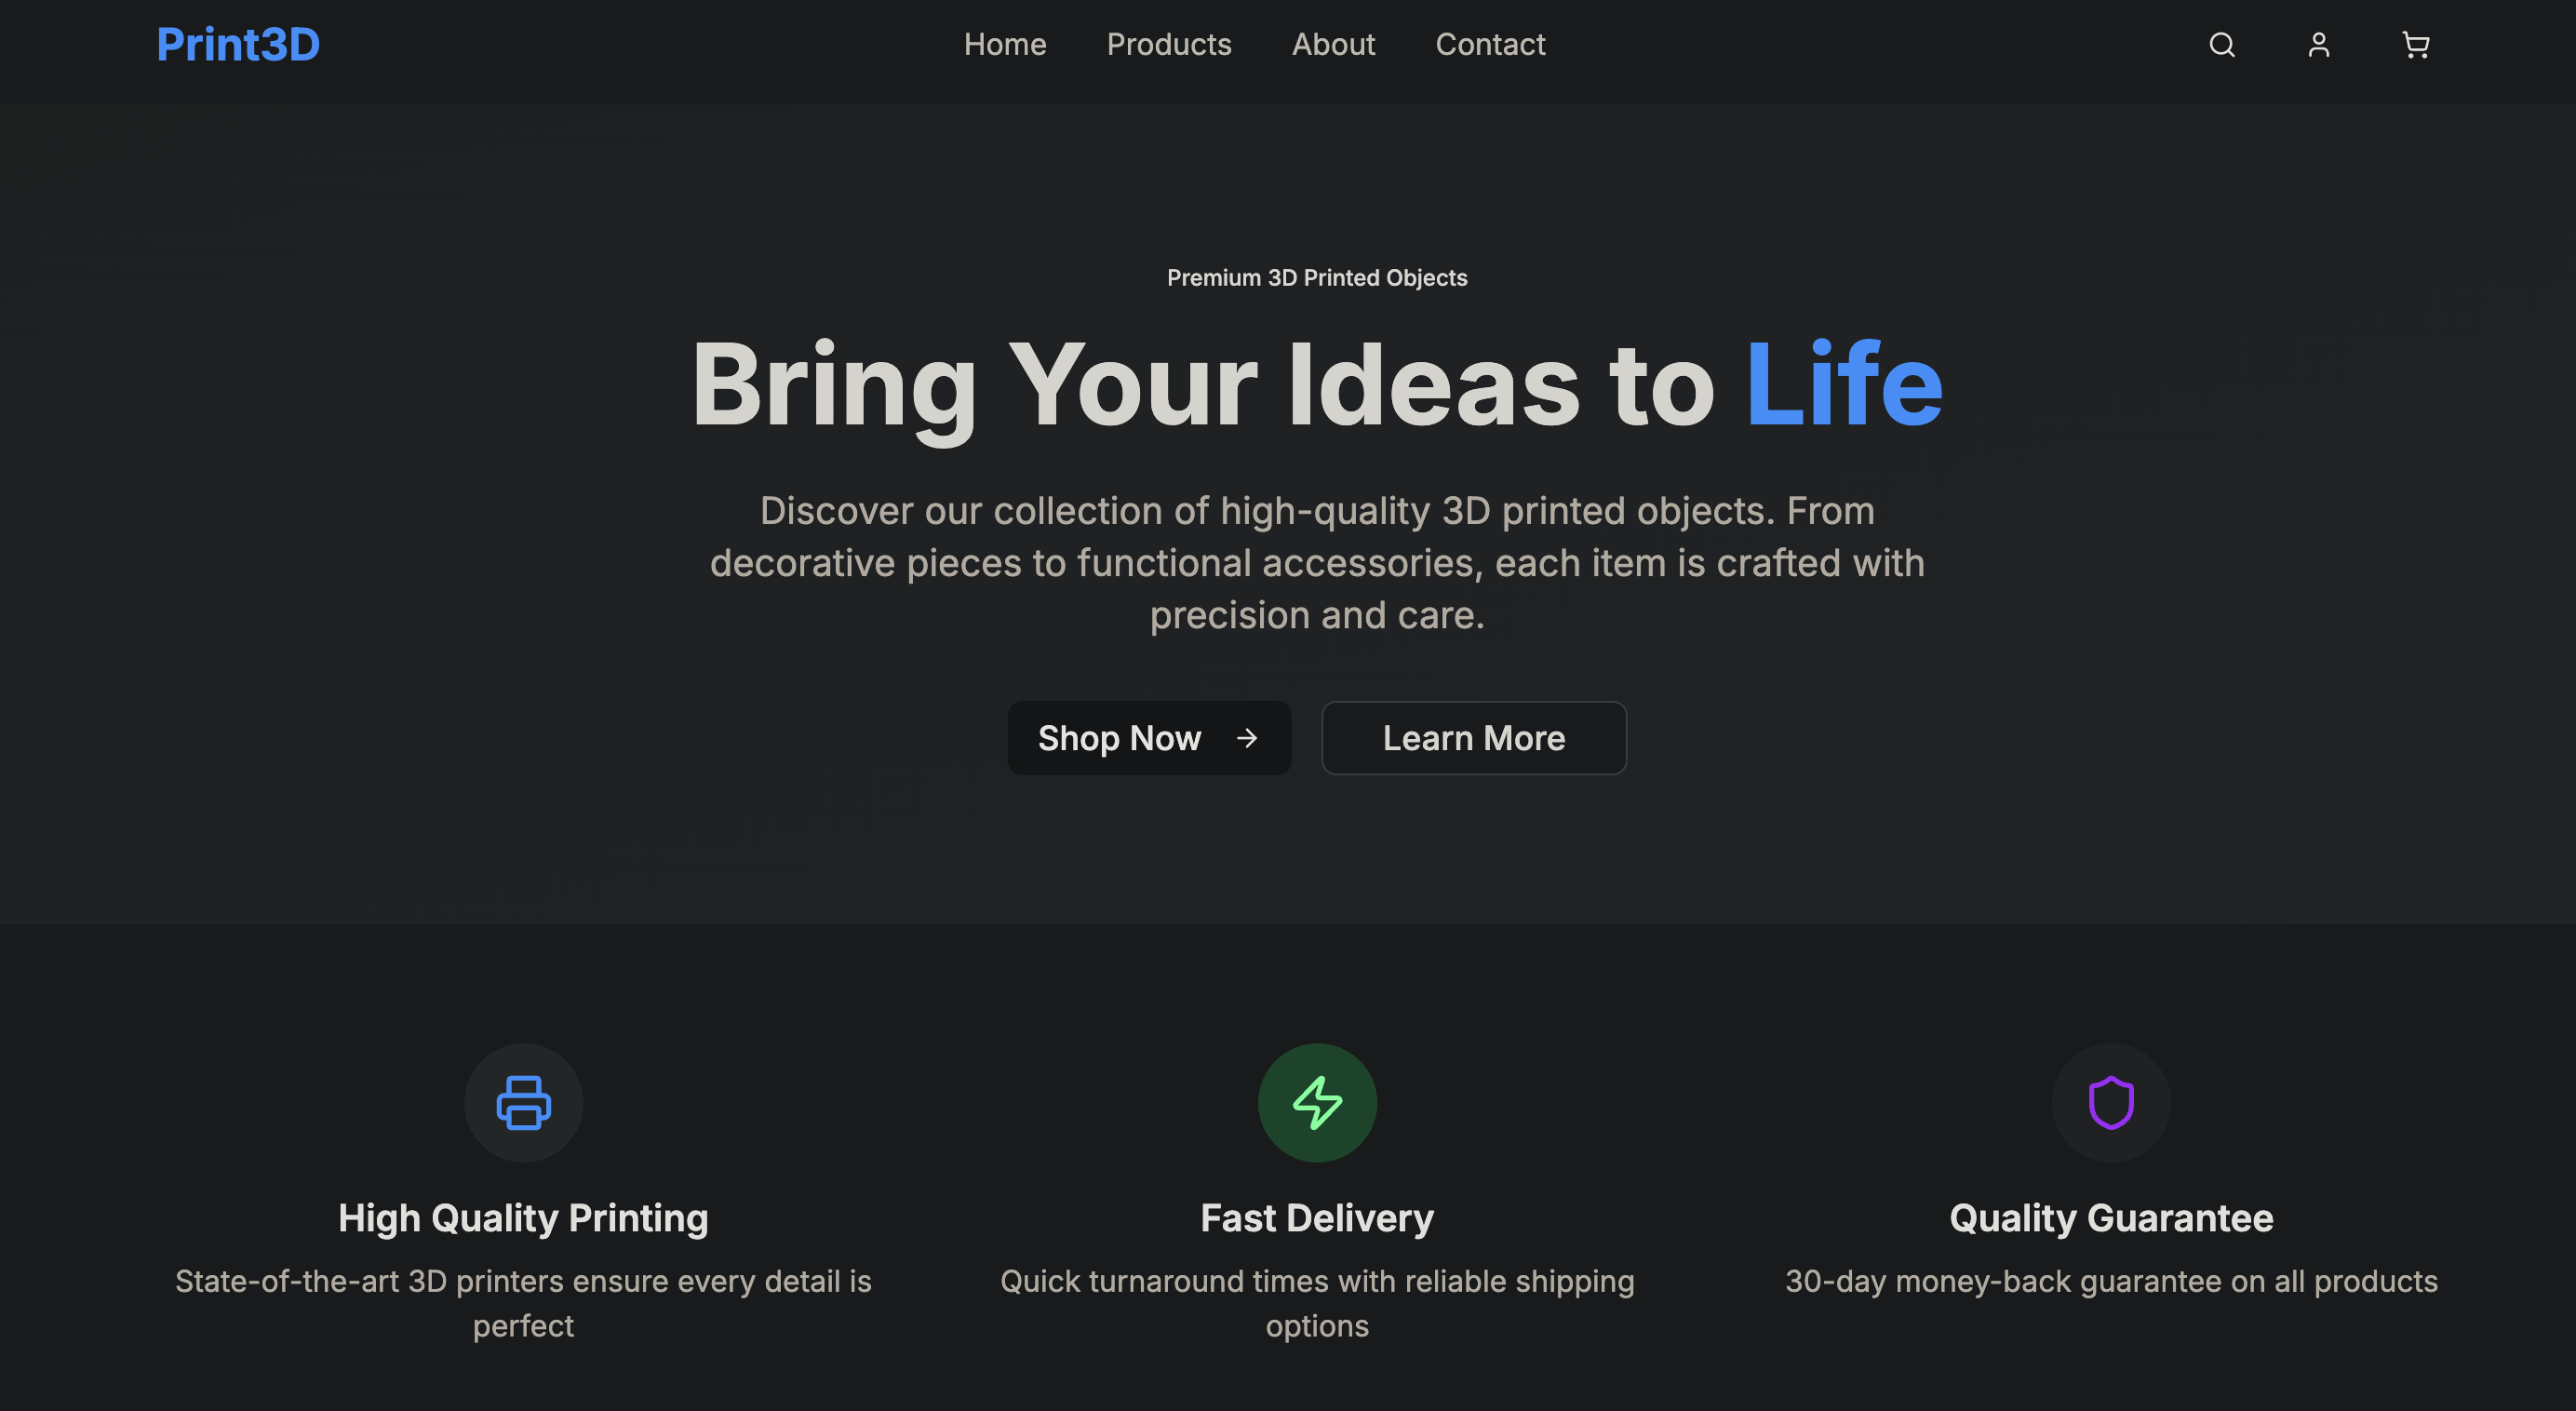 Print3D
Home
Products
About
Contact
Premium 3D Printed Objects
Bring Your Ideas to Life
Discover our collection of high-quality 3D printed objects. From
decorative pieces to functional accessories, each item is crafted with
precision and care.
Shop Now
Learn More
High Quality Printing
State-of-the-art 3D printers ensure every detail is
perfect
Fast Delivery
Quick turnaround times with reliable shipping
options
Quality Guarantee
30-day money-back guarantee on all products